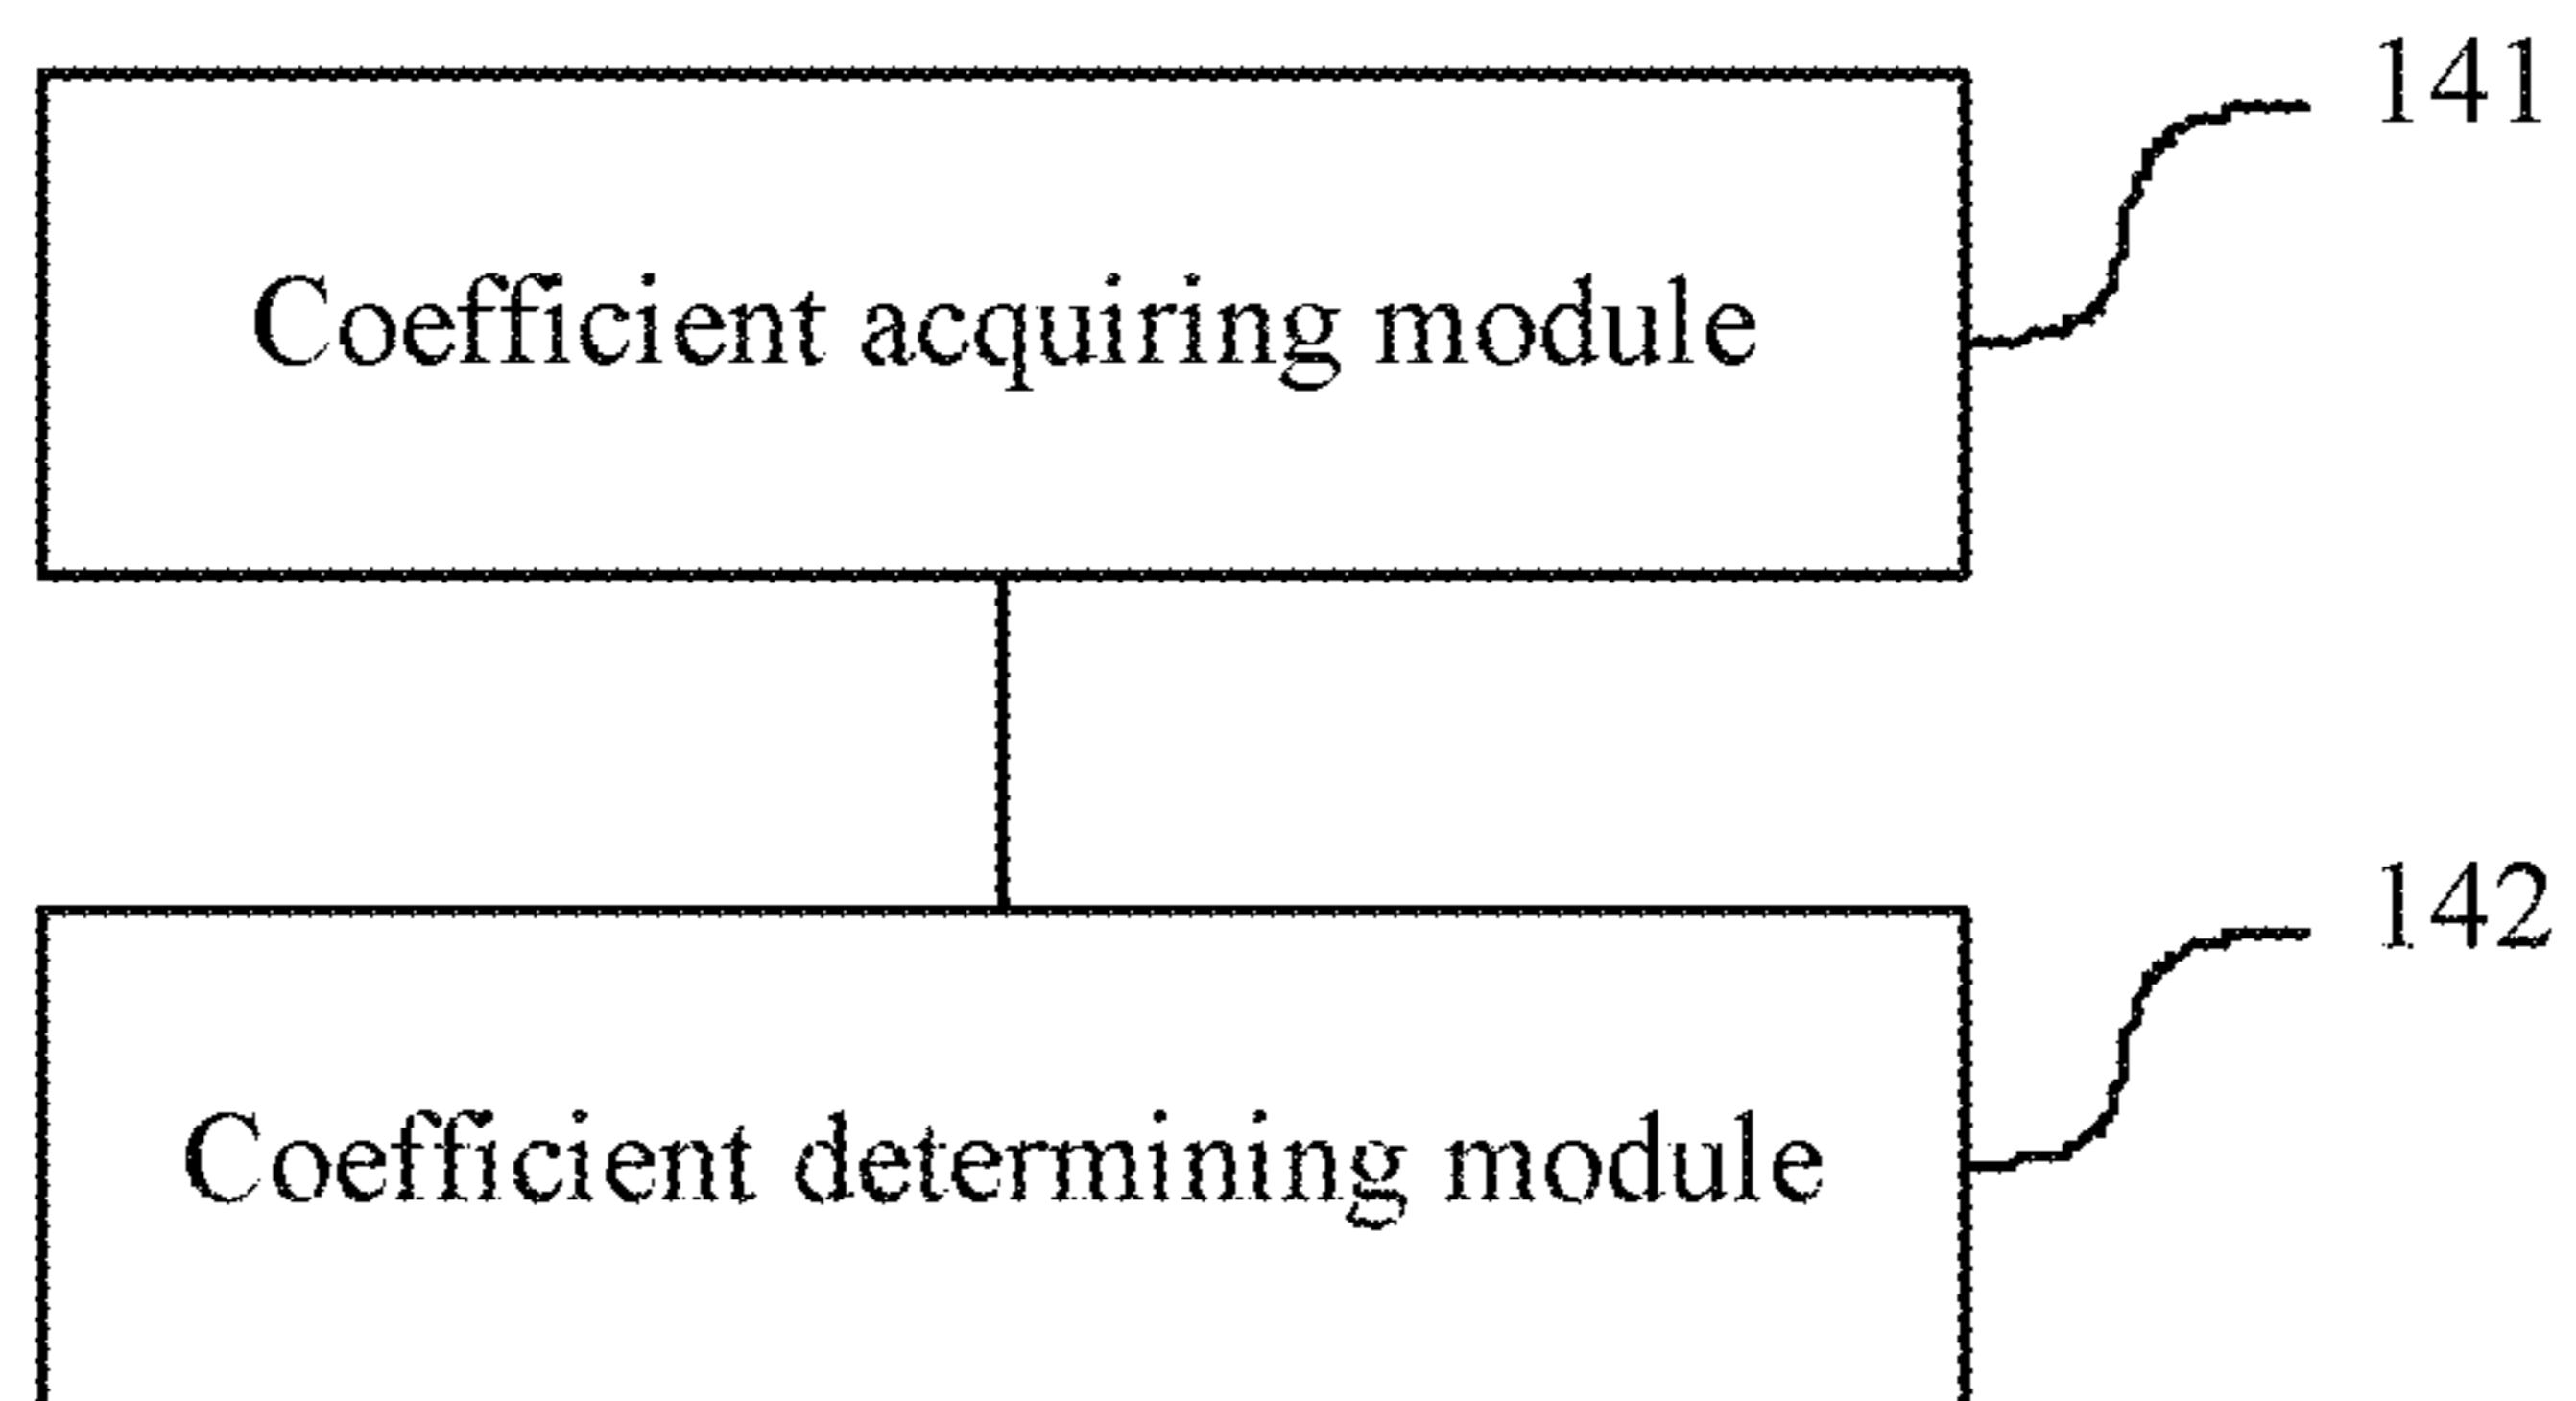 141
Coefficient acquiring module
142
Coefficient determining module